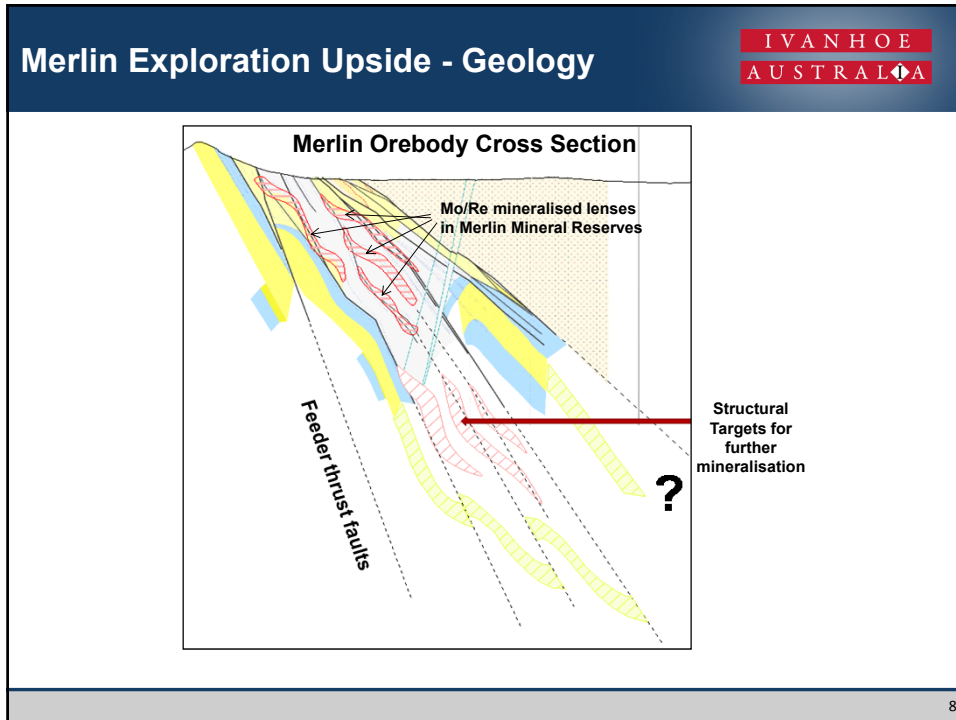 Merlin Exploration Upside - Geology
IVANHOE
AUSTRALIA
Merlin Orebody Cross Section
Mo/Re mineralised lenses
in Merlin Mineral Reserves
Feeder thrust faults
Structural
Targets for
further
mineralisation
?
8